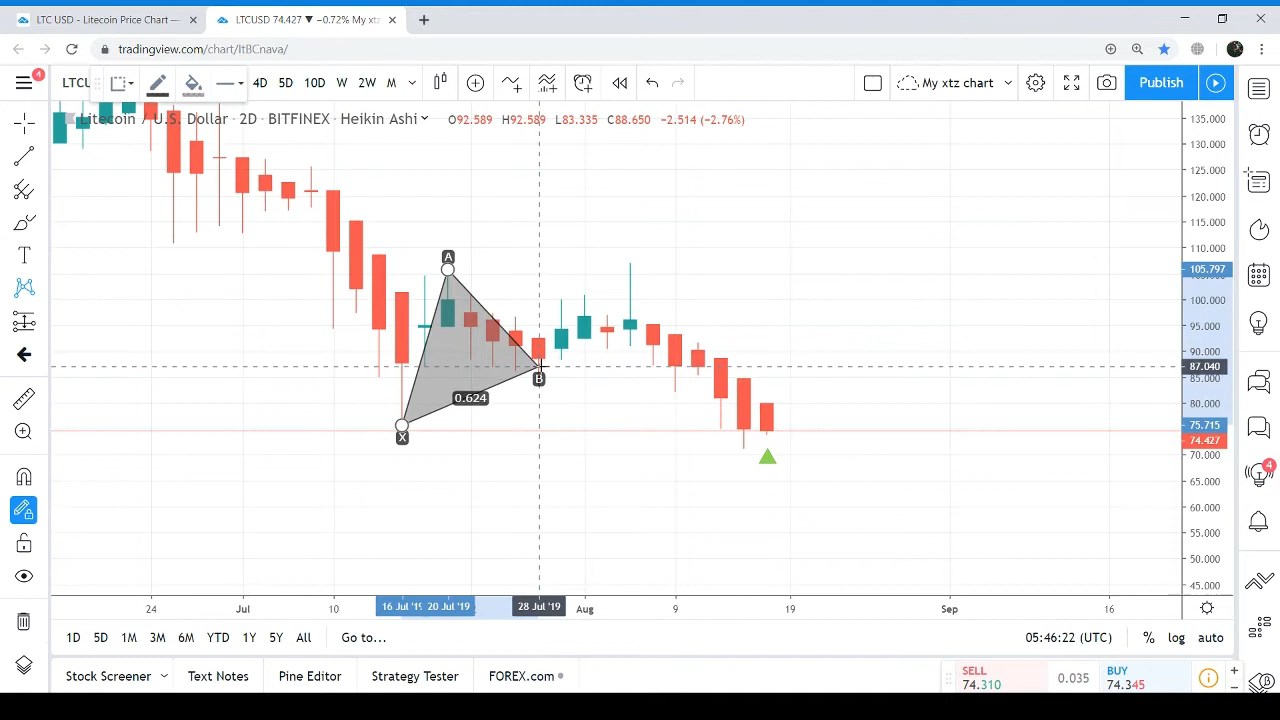 LTC USD - Litecoin Price Chart —
LTCUSD 74.427 ▼ −0.72% My xt
tradingview.com/chart/ItBCnava/
4
LTCU
4D 5D 10D W 2W M
My xtz chart
Publish
Litecoin / U.S. Dollar · 2D · BITFINEX · Heikin Ashi
O92.589 H92.589 L83.335 C88.650 −2.514 (−2.76%)
135.000
130.000
125.000
120.000
115.000
110.000
105.797
100.000
95.000
90.000
87.040
85.000
80.000
75.715
74.427
70.000
65.000
60.000
55.000
50.000
45.000
A
B
0.624
X
4
24 Jul 10 16 Jul '19 20 Jul '19 28 Jul '19 Aug 9 19 Sep 16
1D 5D 1M 3M 6M YTD 1Y 5Y All Go to...
05:46:22 (UTC) % log auto
Stock Screener Text Notes Pine Editor Strategy Tester FOREX.com
SELL
74.310
0.035
BUY
74.345